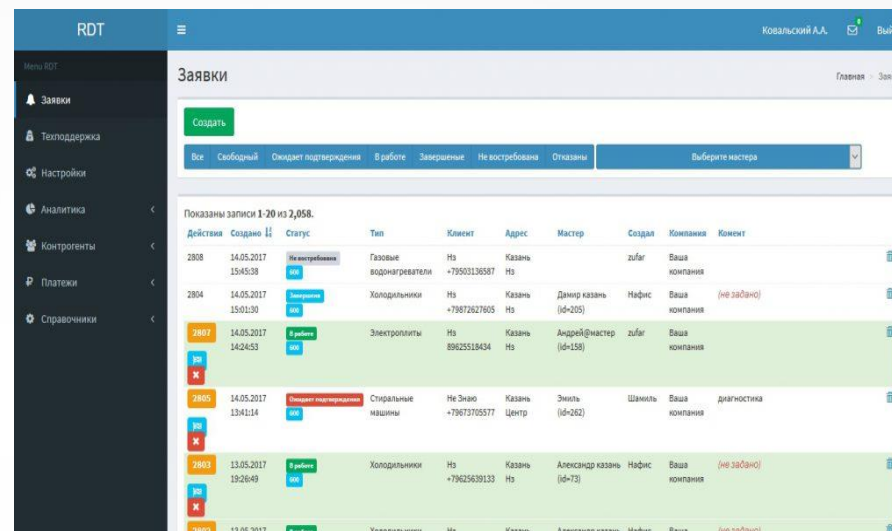 RDT
Ковальский А.А.
Menu RDT
Заявки
Техподдержка
Настройки
Аналитика
Контрогенты
Платежи
Справочники
Заявки
Главная
Создать
Все Свободный Ожидает подтверждения В работе Завершеные Не востребована Отказаны Выберите мастера
Показаны записи 1-20 из 2,058.
Действия Создано Статус Тип Клиент Адрес Мастер Создал Компания Комент
2808 14.05.2017 Не востребована Газовые Нз Казань zufar Ваша
15:45:38 600 водонагреватели +79503136587 Нз компания
2804 14.05.2017 Холодильники Нз Казань Дамир казань Нафис Ваша (не задано)
15:01:30 600 +79872627605 Нз (id=205) компания
2807 14.05.2017 В работе Электроплиты Нз Казань Андрей@мастер zufar Ваша
14:24:53 600 89625518434 Нз (id=158) компания
2805 14.05.2017 Ожидает подтверждения Стиральные Не Знаю Казань Эмиль Шамиль Ваша диагностика
13:41:14 600 машины +79673705577 Центр (id=262) компания
2803 13.05.2017 В работе Холодильники Нз Казань Александр казань Нафис Ваша (не задано)
19:26:49 600 +79625639133 Нз (id=73) компания